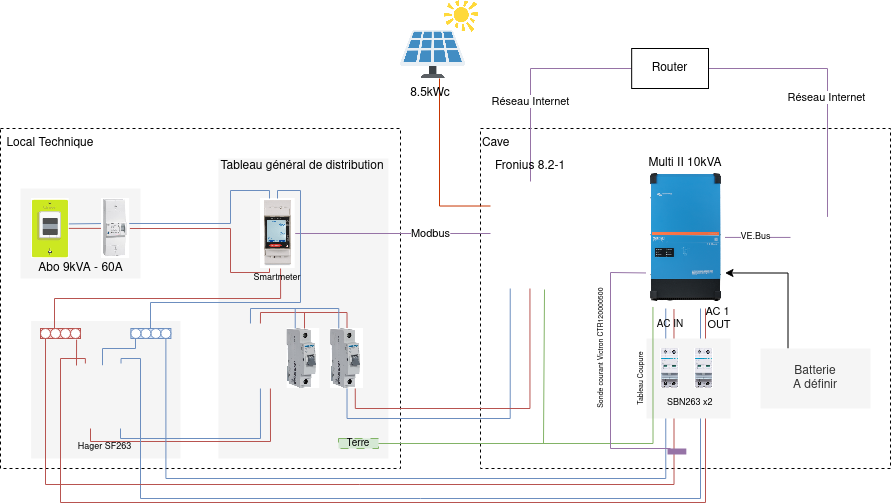 8.5kWc
Router
Réseau Internet
Réseau Internet
Local Technique
Cave
Tableau général de distribution
Fronius 8.2-1
Multi II 10kVA
Abo 9kVA - 60A
Smartmeter
Modbus
VE.Bus
Sonde courant Victron CTR120000500
AC IN
AC 1
OUT
Tableau Coupure
SBN263 x2
Batterie
A définir
Hager SF263
Terre